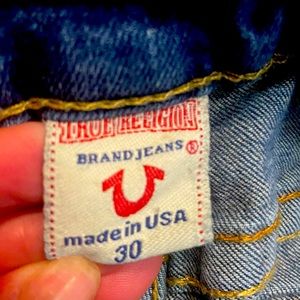 TRUE RELIGION
BRAND JEANS ®
made in USA
30